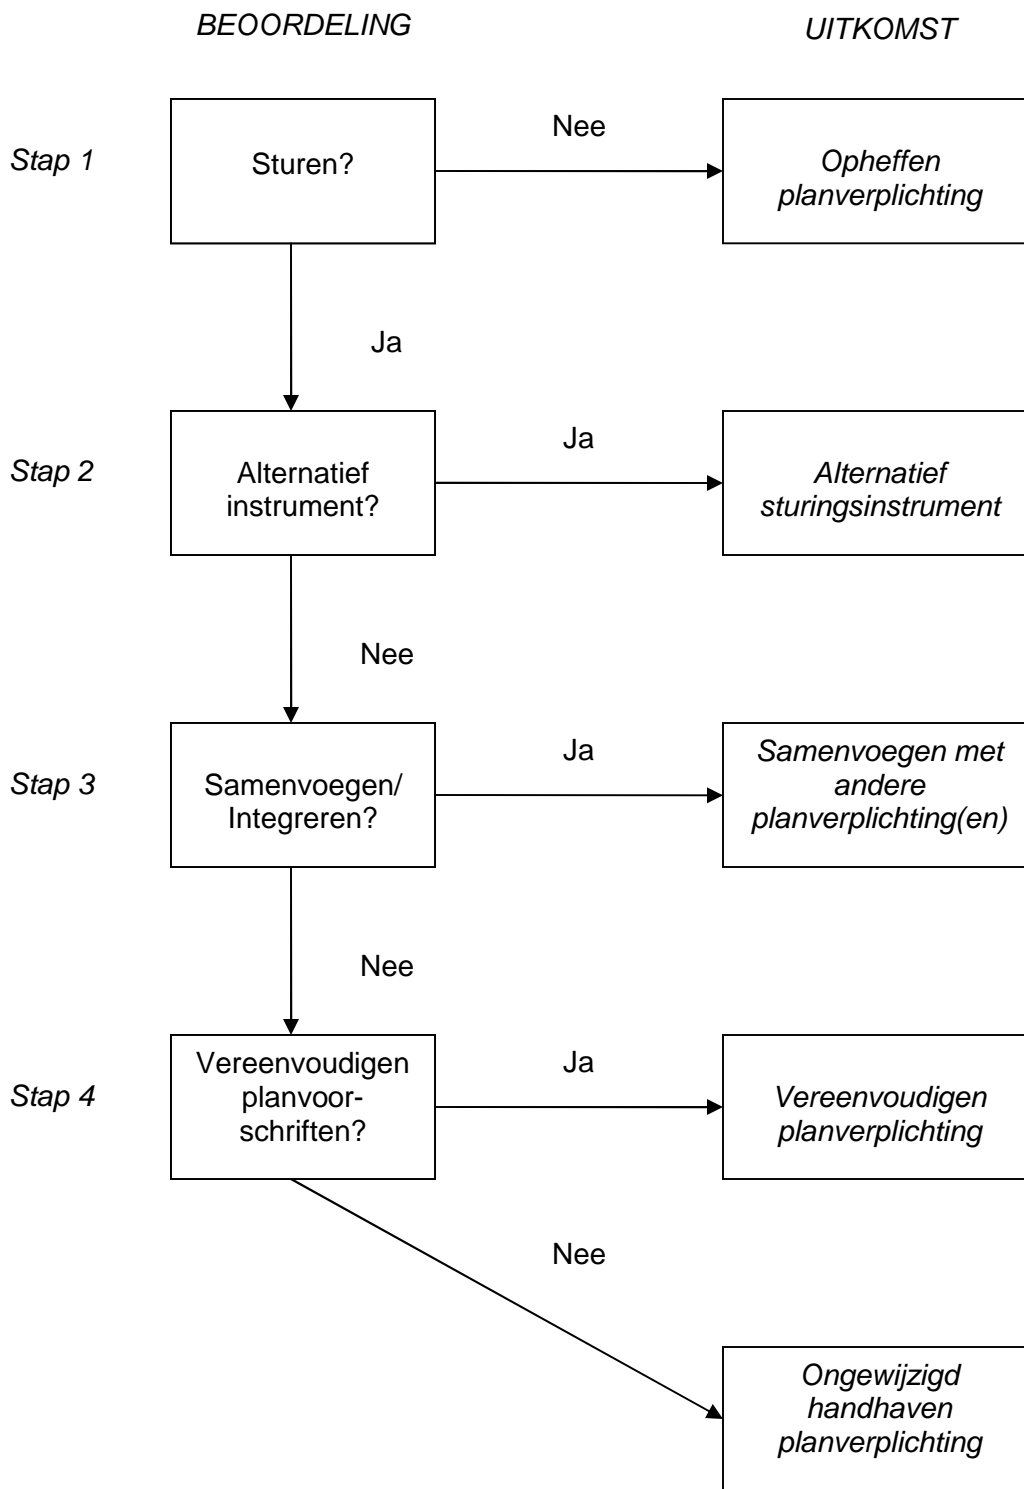 BEOORDELING
UITKOMST
Stap 1
Sturen?
Nee
Opheffen
planverplichting
Ja
Stap 2
Alternatief
instrument?
Ja
Alternatief
sturingsinstrument
Nee
Stap 3
Samenvoegen/
Integreren?
Ja
Samenvoegen met
andere
planverplichting(en)
Nee
Stap 4
Vereenvoudigen
planvoor-
schriften?
Ja
Vereenvoudigen
planverplichting
Nee
Ongewijzigd
handhaven
planverplichting